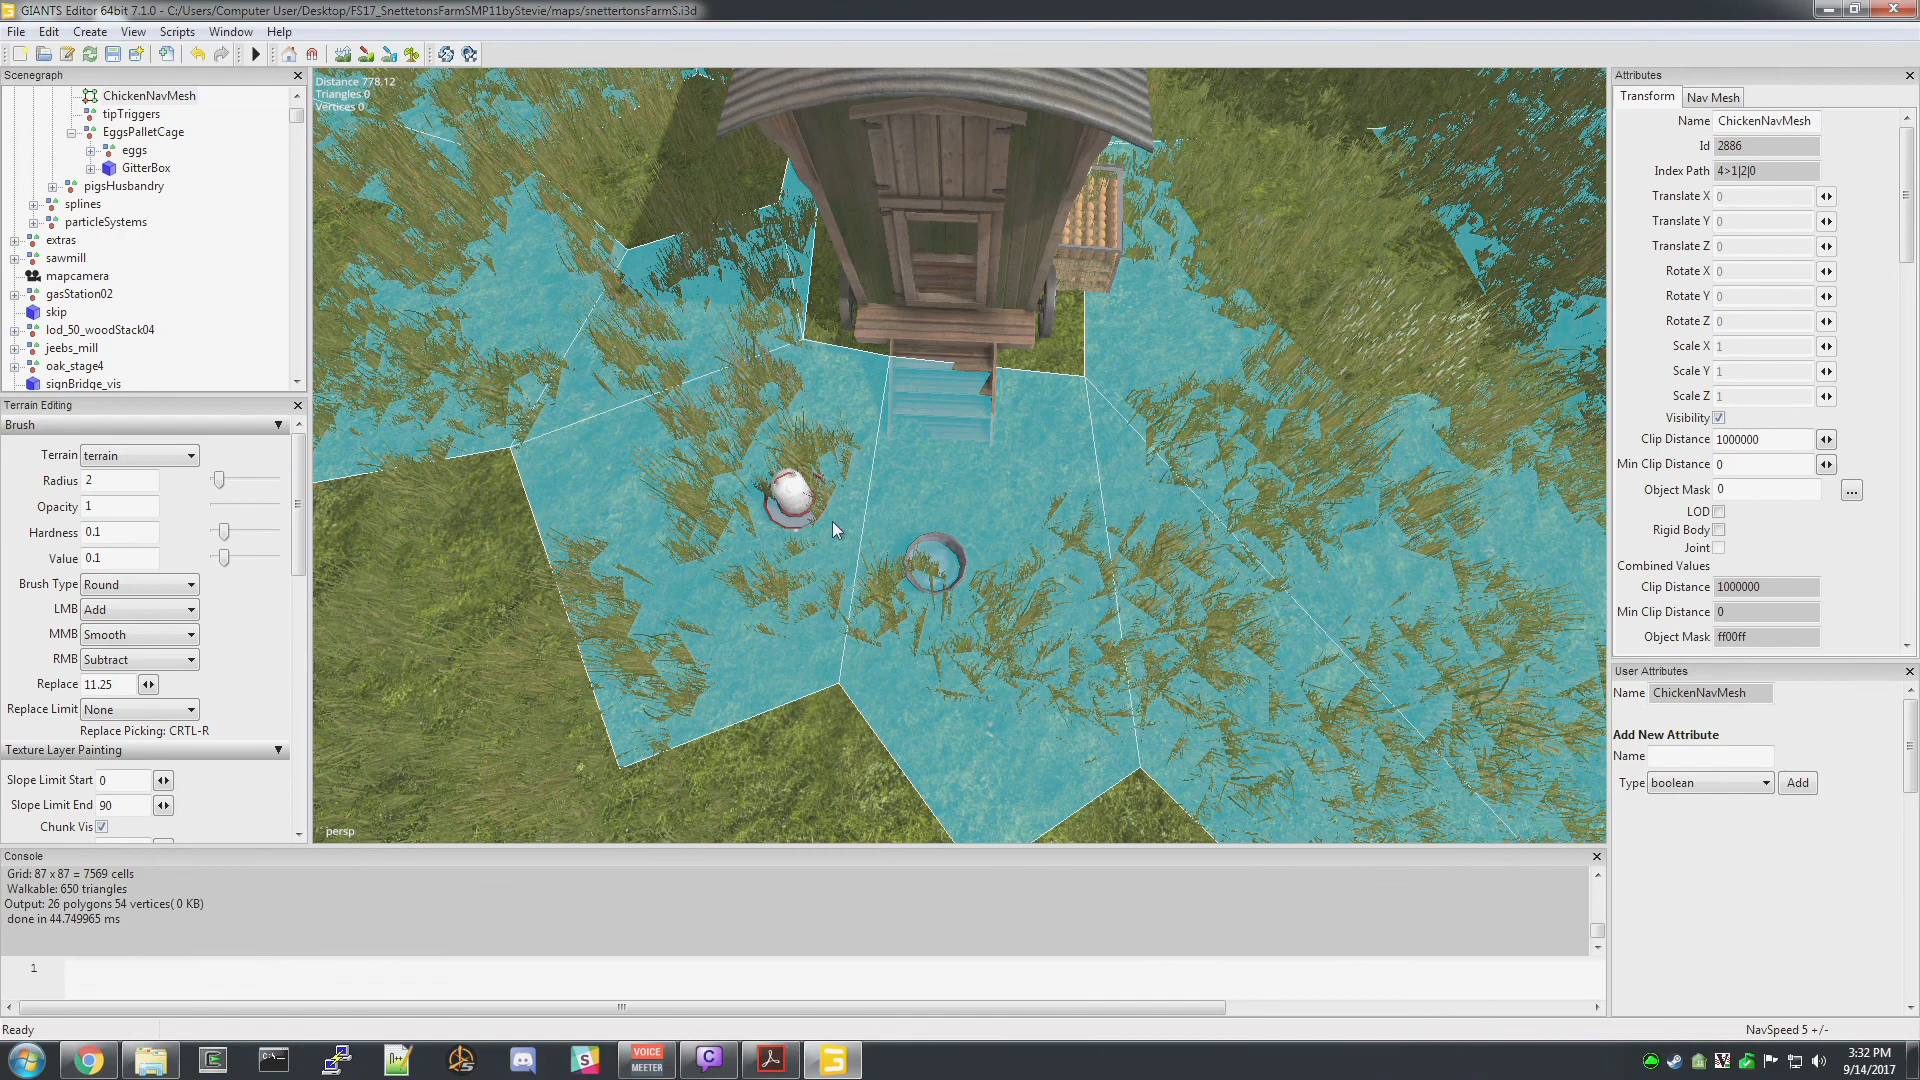 GIANTS Editor 64bit 7.1.0 - C:/Users/Computer User/Desktop/FS17_SnettetonsFarmSMP11byStevie/maps/snettertonsFarmS.i3d
File Edit Create View Scripts Window Help
Scenegraph
ChickenNavMesh
tipTriggers
EggsPalletCage
eggs
GitterBox
pigsHusbandry
splines
particleSystems
extras
sawmill
mapcamera
gasStation02
skip
lod_50_woodStack04
jeebs_mill
oak_stage4
signBridge_vis
Terrain Editing
Brush
Terrain terrain
Radius 2
Opacity 1
Hardness 0.1
Value 0.1
Brush Type Round
LMB Add
MMB Smooth
RMB Subtract
Replace 11.25
Replace Limit None
Replace Picking: CRTL-R
Texture Layer Painting
Slope Limit Start 0
Slope Limit End 90
Chunk Vis
Distance 778.12
Triangles 0
Vertices 0
persp
Attributes
Transform Nav Mesh
Name ChickenNavMesh
Id 2886
Index Path 4>1|2|0
Translate X 0
Translate Y 0
Translate Z 0
Rotate X 0
Rotate Y 0
Rotate Z 0
Scale X 1
Scale Y 1
Scale Z 1
Visibility
Clip Distance 1000000
Min Clip Distance 0
Object Mask 0 ...
LOD
Rigid Body
Joint
Combined Values
Clip Distance 1000000
Min Clip Distance 0
Object Mask ff00ff
User Attributes
Name ChickenNavMesh
Add New Attribute
Name
Type boolean Add
Console
Grid: 87 x 87 = 7569 cells
Walkable: 650 triangles
Output: 26 polygons 54 vertices( 0 KB)
done in 44.749965 ms
1
Ready
NavSpeed 5 +/-
VOICE
MEETER
3:32 PM
9/14/2017